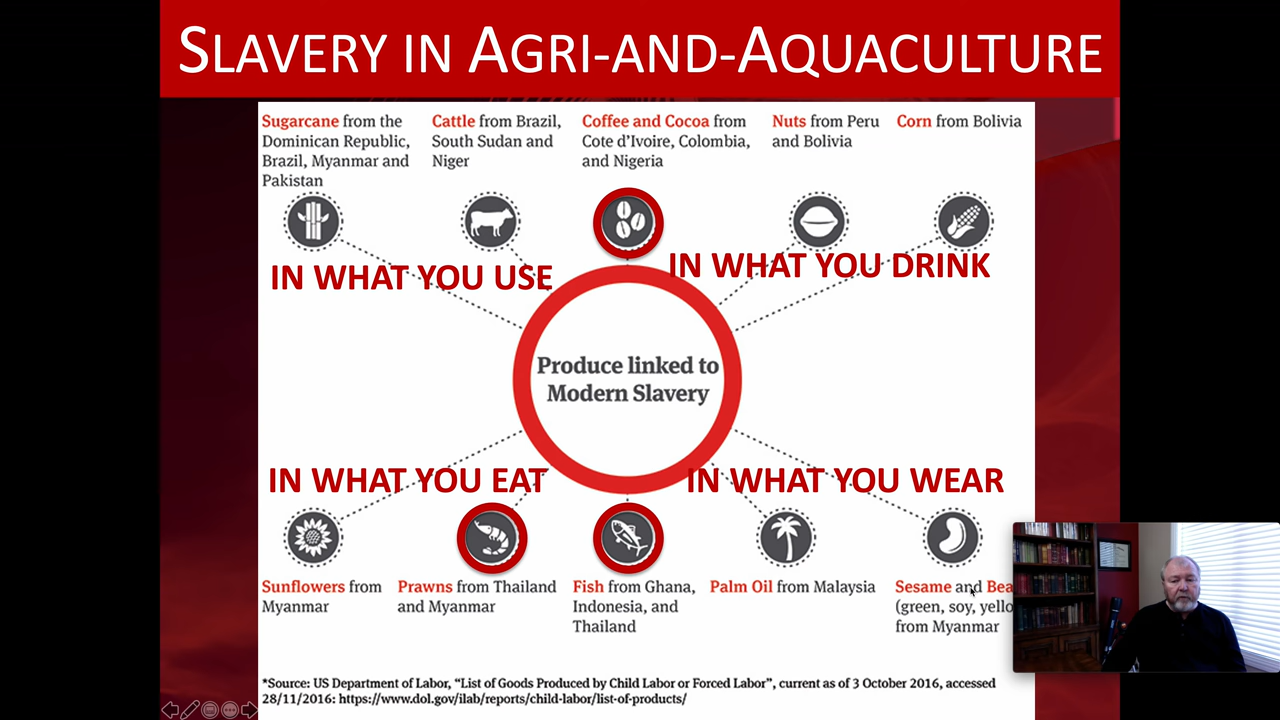 SLAVERY IN AGRI-AND-AQUACULTURE
Sugarcane from the
Dominican Republic,
Brazil, Myanmar and
Pakistan
Cattle from Brazil,
South Sudan and
Niger
Coffee and Cocoa from
Cote d'Ivoire, Colombia,
and Nigeria
Nuts from Peru
and Bolivia
Corn from Bolivia
IN WHAT YOU USE
IN WHAT YOU DRINK
Produce linked to
Modern Slavery
IN WHAT YOU EAT
IN WHAT YOU WEAR
Sunflowers from
Myanmar
Prawns from Thailand
and Myanmar
Fish from Ghana,
Indonesia, and
Thailand
Palm Oil from Malaysia
Sesame and Bea
(green, soy, yello
from Myanmar
*Source: US Department of Labor, "List of Goods Produced by Child Labor or Forced Labor", current as of 3 October 2016, accessed
28/11/2016: https://www.dol.gov/ilab/reports/child-labor/list-of-products/